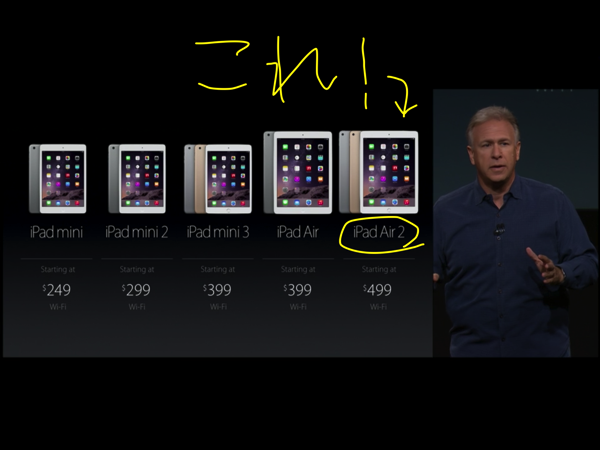 これ!
iPad mini iPad mini 2 iPad mini 3 iPad Air iPad Air 2
Starting at Starting at Starting at Starting at Starting at
$249 $299 $399 $399 $499
Wi-Fi Wi-Fi Wi-Fi Wi-Fi Wi-Fi